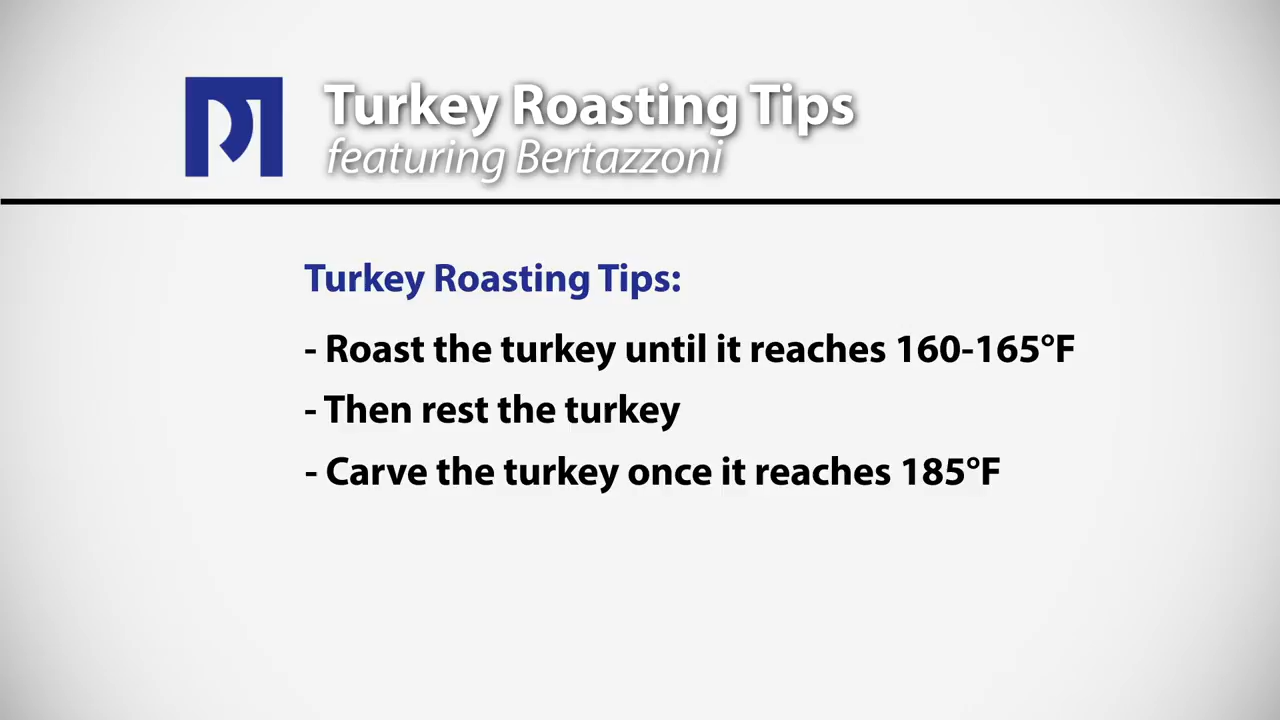 Turkey Roasting Tips
featuring Bertazzoni
Turkey Roasting Tips:
- Roast the turkey until it reaches 160-165°F
- Then rest the turkey
- Carve the turkey once it reaches 185°F